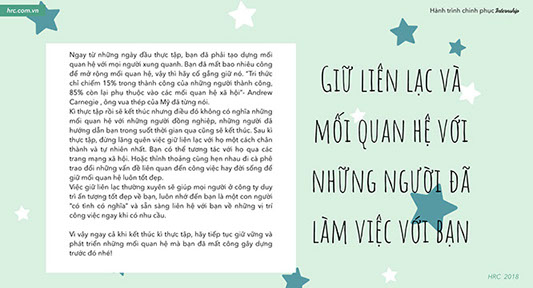 hrc.com.vn
Hành trình chinh phục Internship
Ngay từ những ngày đầu thực tập, bạn đã phải tạo dựng mối
quan hệ với mọi người xung quanh. Bạn đã mất bao nhiêu công
để mở rộng mối quan hệ, vậy thì hãy cố gắng giữ nó. "Tri thức
chỉ chiếm 15% trong thành công của những người thành công,
85% còn lại phụ thuộc vào các mối quan hệ xã hội"- Andrew
Carnegie , ông vua thép của Mỹ đã từng nói.
Kì thực tập rồi sẽ kết thúc nhưng điều đó không có nghĩa những
mối quan hệ với những người đồng nghiệp, những người đã
hướng dẫn bạn trong suốt thời gian qua cũng sẽ kết thúc. Sau kì
thực tập, đừng lãng quên việc giữ liên lạc với họ một cách chân
thành và tự nhiên nhất. Bạn có thể tương tác với họ qua các
trang mạng xã hội. Hoặc thỉnh thoảng cùng hẹn nhau đi cà phê
trao đổi những vấn đề liên quan đến công việc hay đời sống để
giữ mối quan hệ luôn tốt đẹp.
Việc giữ liên lạc thường xuyên sẽ giúp mọi người ở công ty duy
trì ấn tượng tốt đẹp về bạn, luôn nhớ đến bạn là một con người
"có tình có nghĩa" và sẵn sàng liên hệ với bạn về những vị trí
công việc ngay khi có nhu cầu.
Vì vậy ngay cả khi kết thúc kì thực tập, hãy tiếp tục giữ vững và
phát triển những mối quan hệ mà bạn đã mất công gây dựng
trước đó nhé!
GIỮ LIÊN LẠC VÀ
MỐI QUAN HỆ VỚI
NHỮNG NGƯỜI ĐÃ
LÀM VIỆC VỚI BẠN
HRC 2018